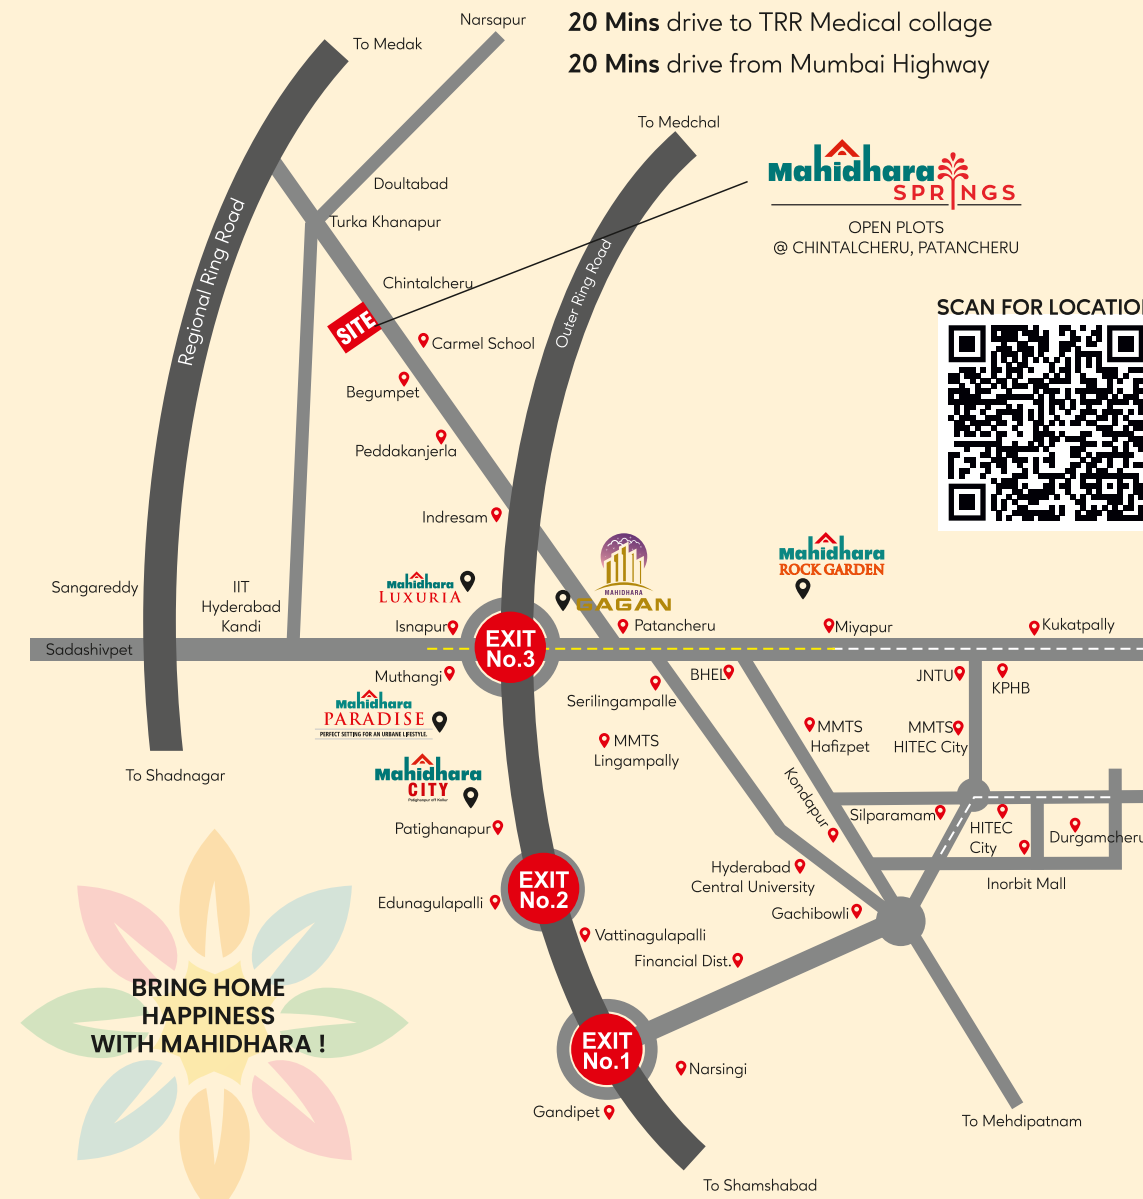 20 Mins drive to TRR Medical collage
20 Mins drive from Mumbai Highway
Narsapur
To Medak
To Medchal
Mahidhara
SPRINGS
OPEN PLOTS
@ CHINTALCHERU, PATANCHERU
Doultabad
Turka Khanapur
Regional Ring Road
Outer Ring Road
Chintalcheru
SITE
SCAN FOR LOCATIO
Carmel School
Begumpet
Peddakanjerla
Indresam
Mahidhara
LUXURIA
MAHIDHARA
GAGAN
Mahidhara
ROCK GARDEN
Sangareddy
IIT
Hyderabad
Kandi
Isnapur
EXIT
No.3
Patancheru
Miyapur
Kukatpally
Sadashivpet
Muthangi
Serilingampalle
BHEL
JNTU
KPHB
Mahidhara
PARADISE
PERFECT SETTING FOR AN URBANE LIFESTYLE.
MMTS
Lingampally
MMTS
Hafizpet
MMTS
HITEC City
To Shadnagar
Mahidhara
CITY
Patighanpur off Kollur
Kondapur
Patighanapur
Silparamam
HITEC
City
Durgamcheru
EXIT
No.2
Hyderabad
Central University
Inorbit Mall
Edunagulapalli
Gachibowli
Vattinagulapalli
Financial Dist.
BRING HOME
HAPPINESS
WITH MAHIDHARA !
EXIT
No.1
Narsingi
Gandipet
To Mehdipatnam
To Shamshabad